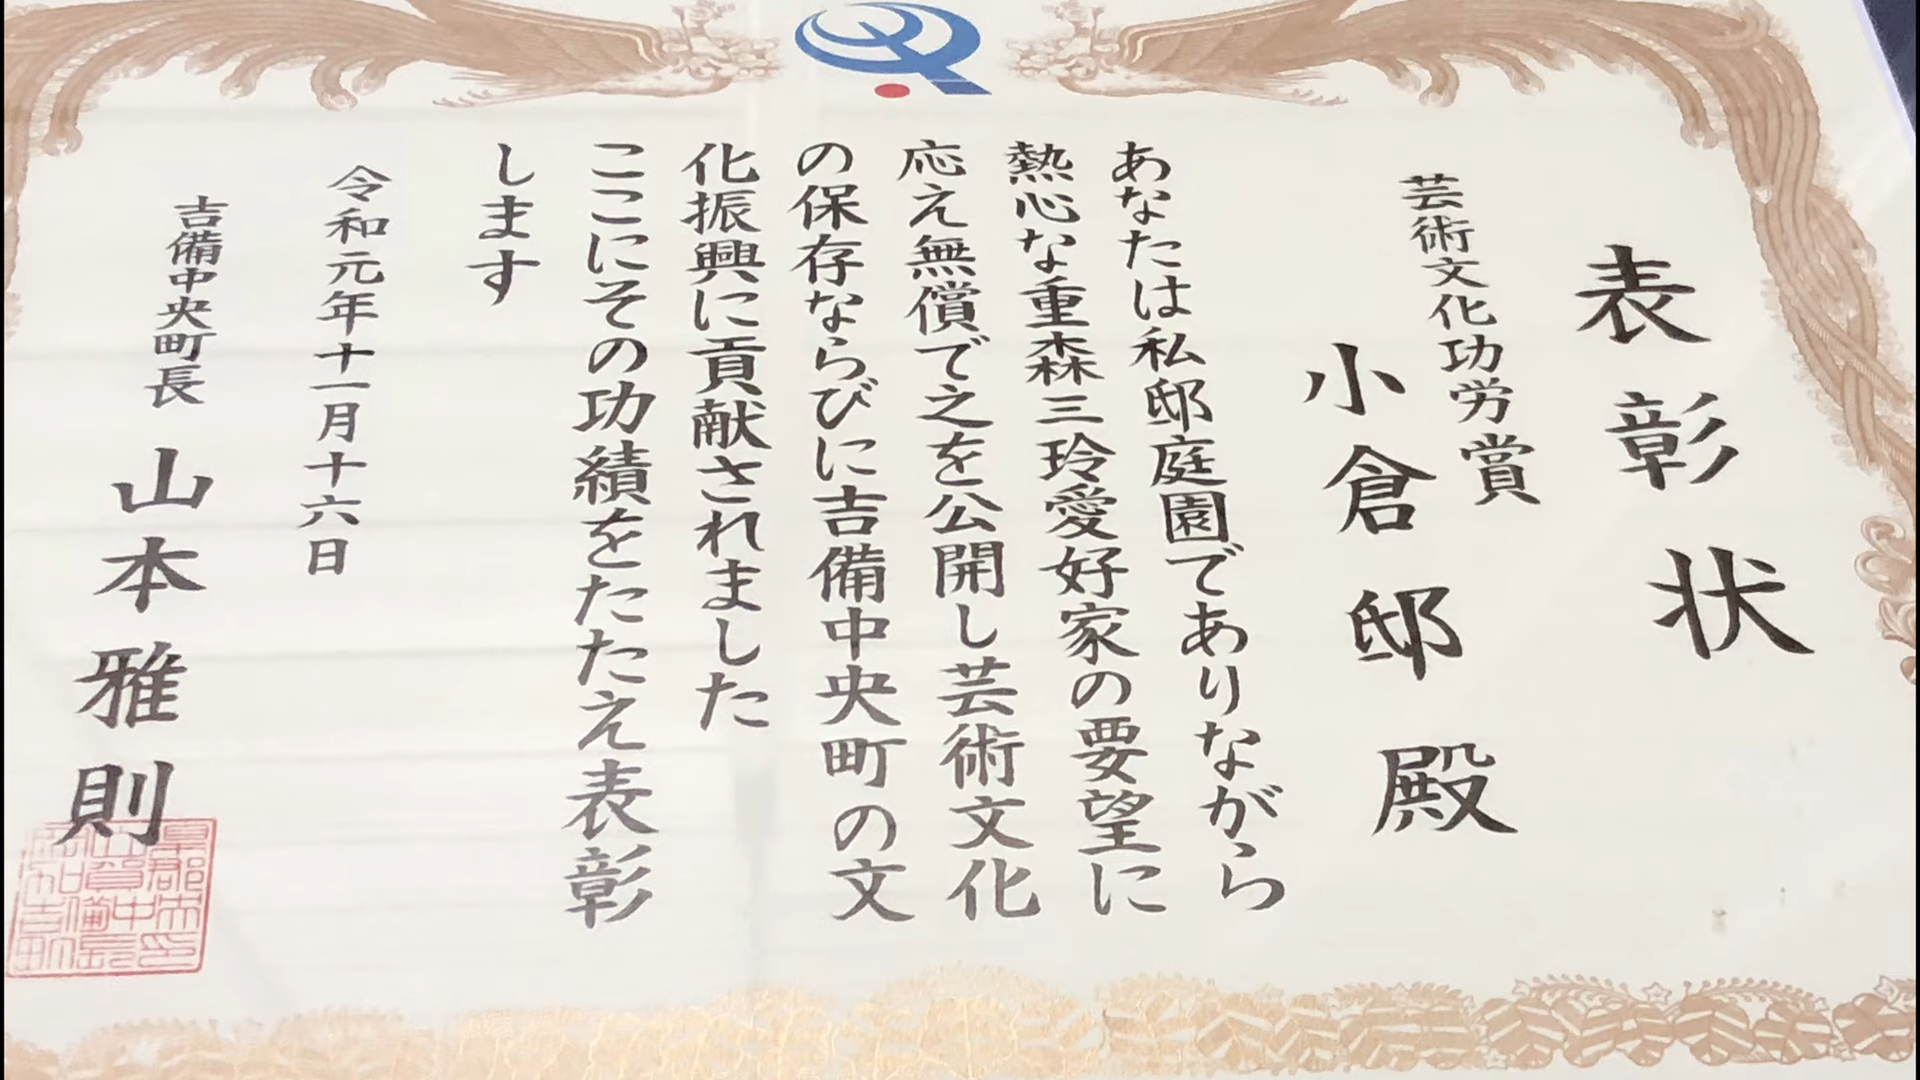 表彰状
芸術文化功労賞
小倉邸殿
あなたは私邸庭園でありながら
熱心な重森三玲愛好家の要望に
応え無償で之を公開し芸術文化
の保存ならびに吉備中央町の文
化振興に貢献されました
ここにその功績をたたえ表彰
します
令和元年十一月十六日
吉備中央町長 山本雅則